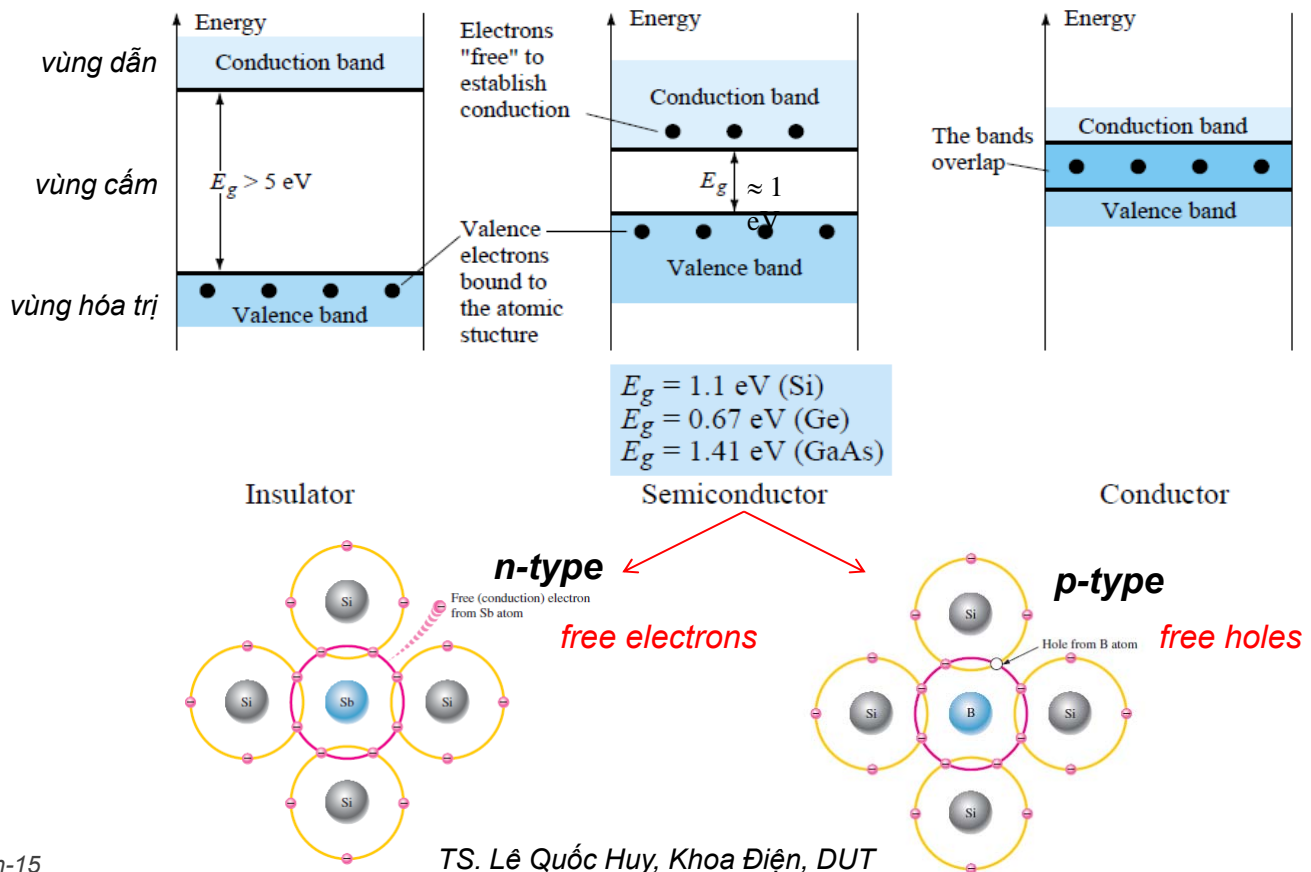 Energy
vùng dẫn
Conduction band
vùng cấm
E_g > 5 eV
vùng hóa trị
Valence band
Electrons
"free" to
establish
conduction
Valence
electrons
bound to
the atomic
stucture
Energy
Conduction band
E_g ≈ 1
eV
Valence band
The bands
overlap
Energy
Conduction band
Valence band
E_g = 1.1 eV (Si)
E_g = 0.67 eV (Ge)
E_g = 1.41 eV (GaAs)
Insulator
Semiconductor
Conductor
n-type
Free (conduction) electron
from Sb atom
free electrons
Si
Si
Sb
Si
Si
p-type
Hole from B atom
free holes
Si
Si
B
Si
Si
n-15
TS. Lê Quốc Huy, Khoa Điện, DUT